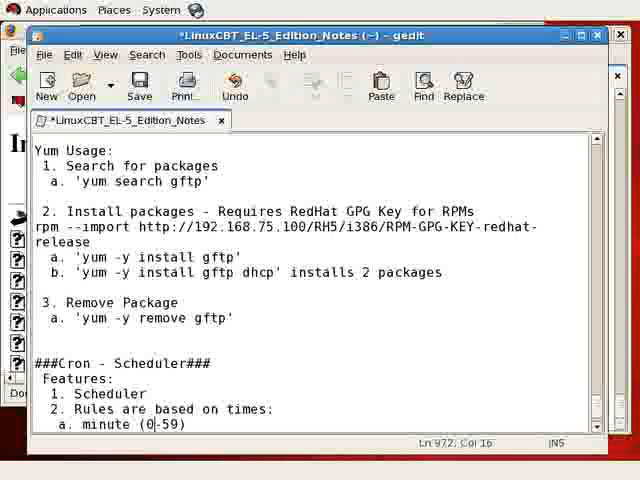 Applications Places System
*LinuxCBT_EL-5_Edition_Notes (~) - gedit
File Edit View Search Tools Documents Help
New Open Save Print... Undo Paste Find Replace
*LinuxCBT_EL-5_Edition_Notes x
Yum Usage:
1. Search for packages
a. 'yum search gftp'
2. Install packages - Requires RedHat GPG Key for RPMs
rpm --import http://192.168.75.100/RH5/i386/RPM-GPG-KEY-redhat-
release
a. 'yum -y install gftp'
b. 'yum -y install gftp dhcp' installs 2 packages
3. Remove Package
a. 'yum -y remove gftp'
###Cron - Scheduler###
Features:
1. Scheduler
2. Rules are based on times:
a. minute (0-59)
Ln 972, Col 16 INS